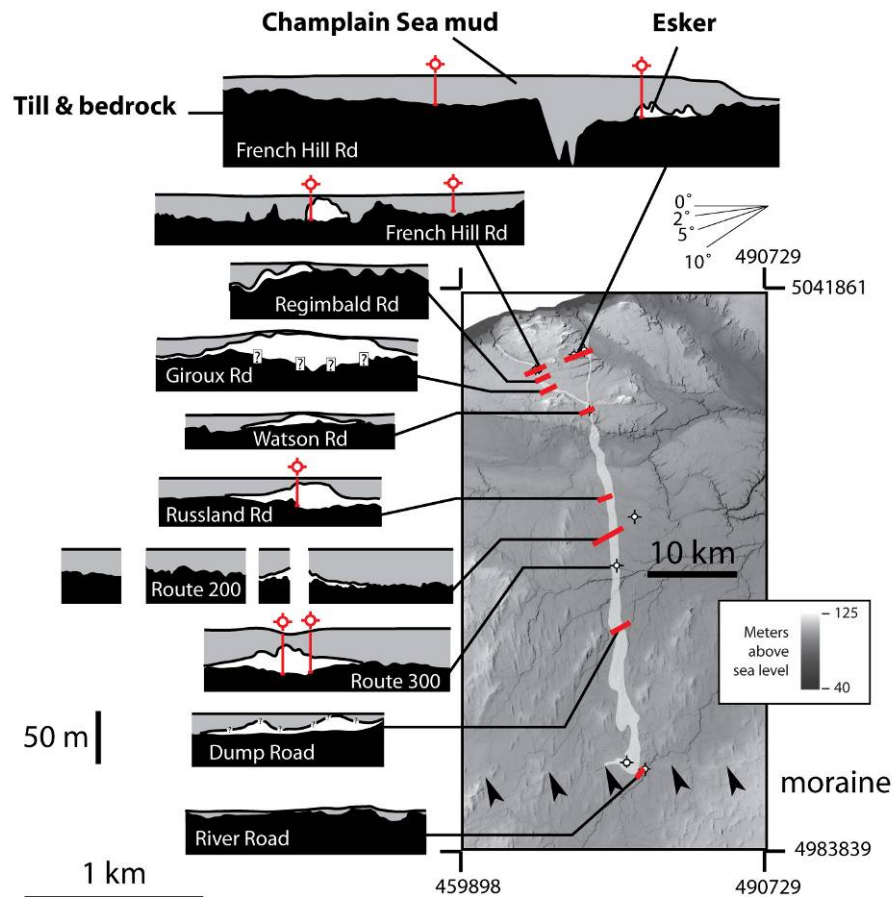 Champlain Sea mud
Esker
Till & bedrock
French Hill Rd
French Hill Rd
0°
2°
5°
10°
490729
5041861
Regimbald Rd
? ? ? ?
Giroux Rd
Watson Rd
Russland Rd
Route 200
10 km
Meters
above
sea level
125
40
Route 300
50 m
? ? ? ?
Dump Road
moraine
River Road
4983839
1 km
459898
490729